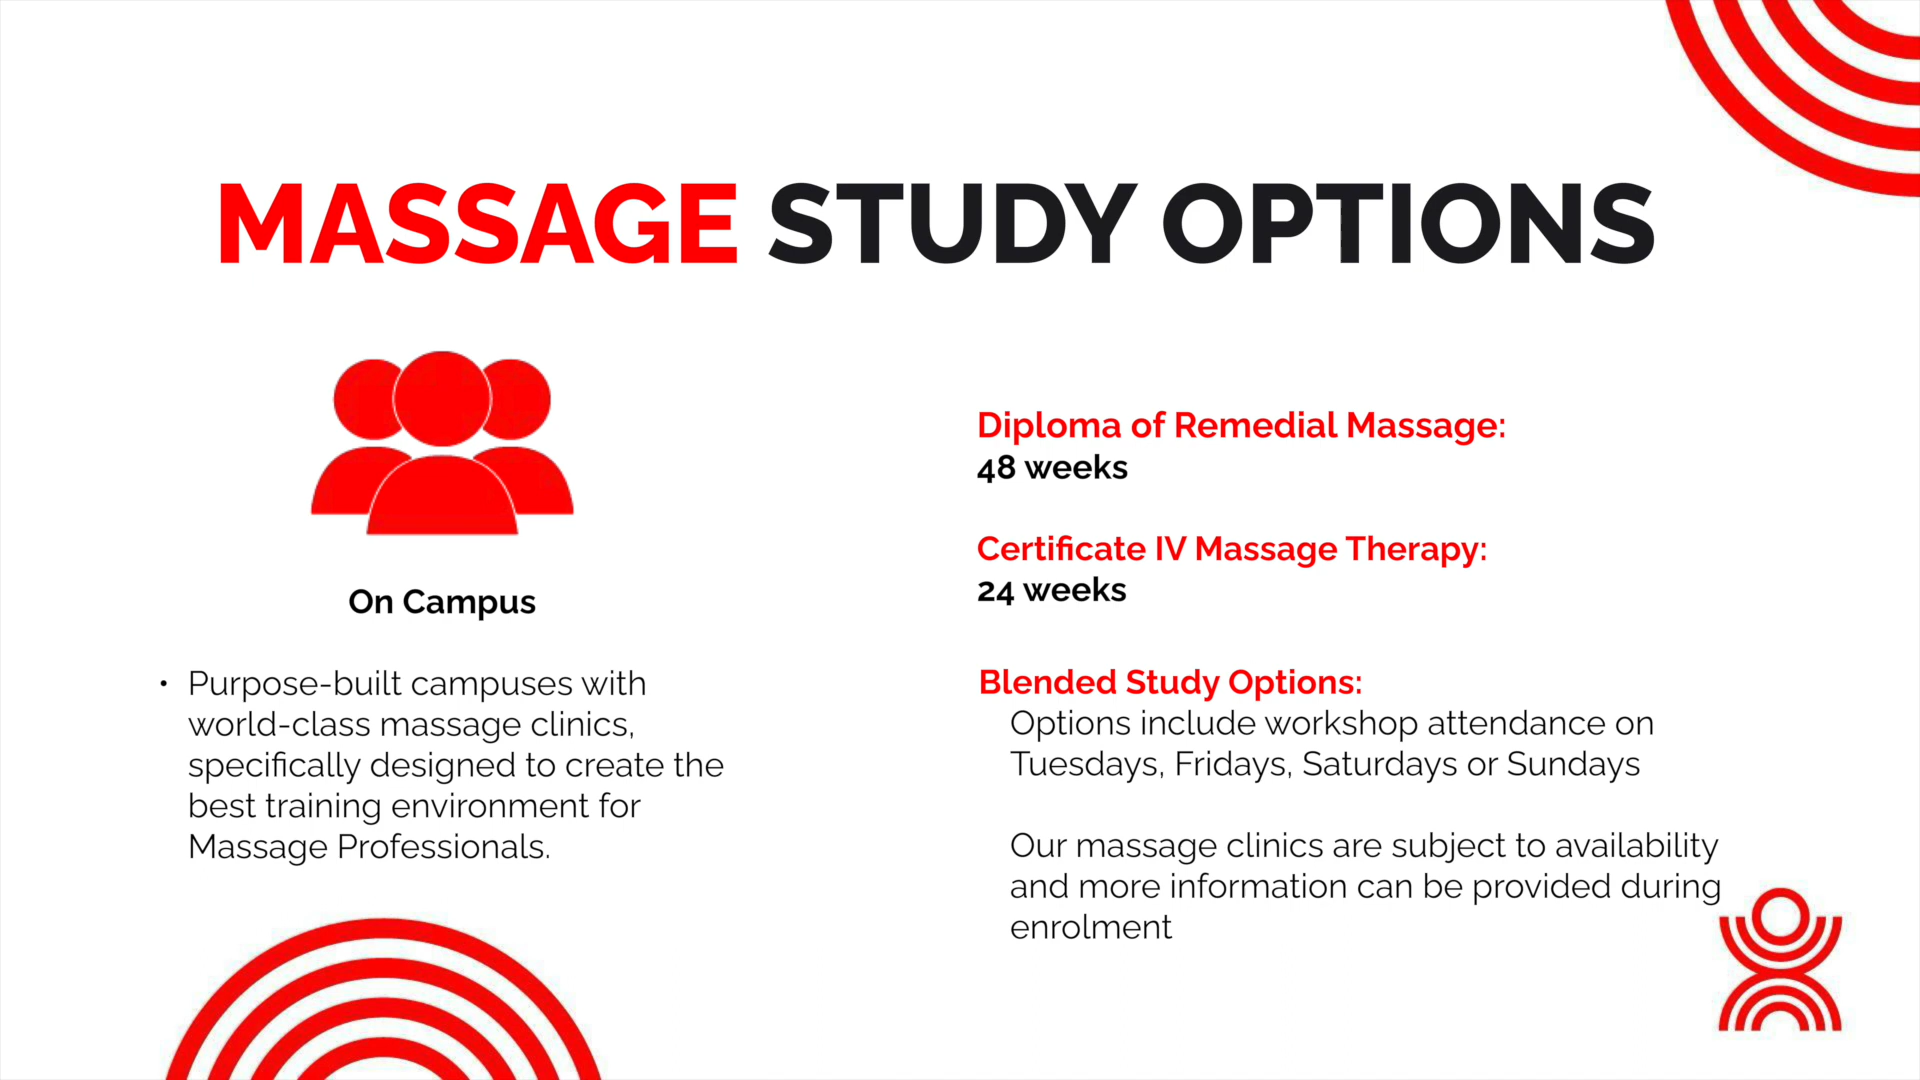 MASSAGE STUDY OPTIONS
On Campus
• Purpose-built campuses with
world-class massage clinics,
specifically designed to create the
best training environment for
Massage Professionals.
Diploma of Remedial Massage:
48 weeks
Certificate IV Massage Therapy:
24 weeks
Blended Study Options:
Options include workshop attendance on
Tuesdays, Fridays, Saturdays or Sundays
Our massage clinics are subject to availability
and more information can be provided during
enrolment